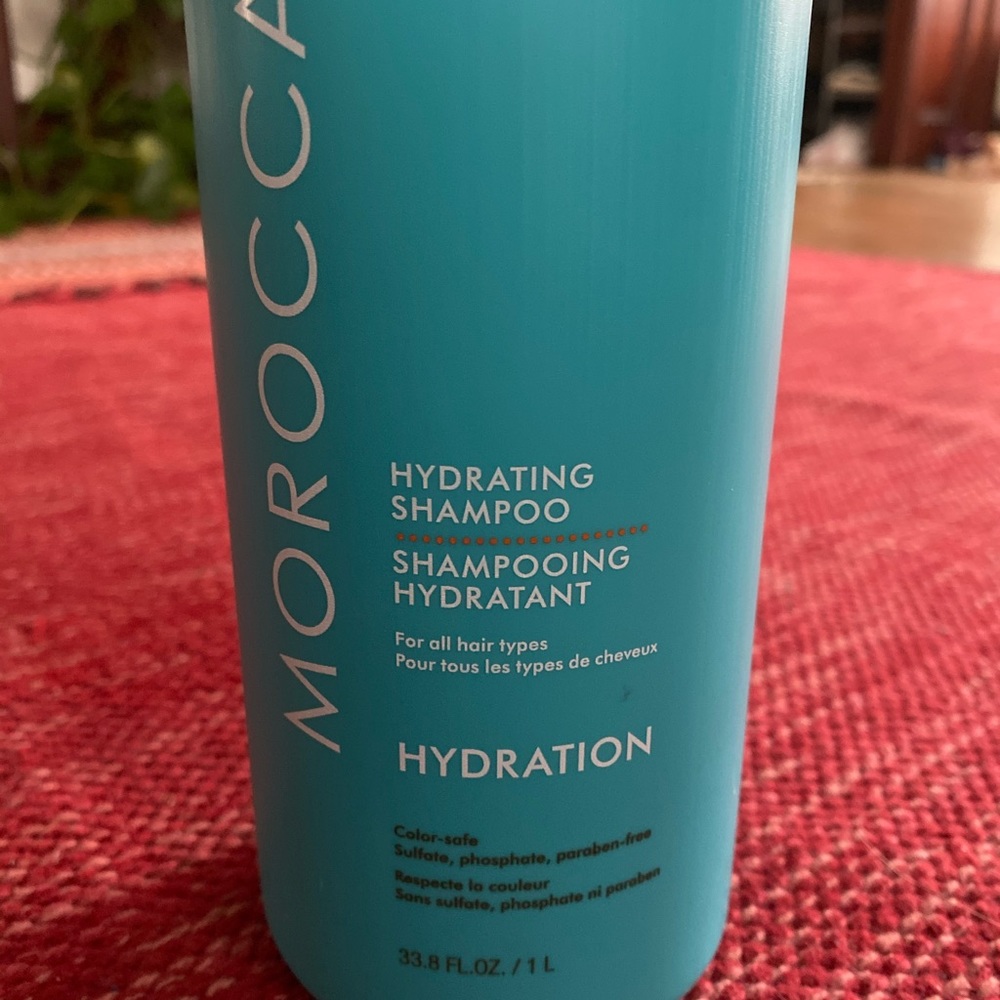 MOROCCA
HYDRATING
SHAMPOO
SHAMPOOING
HYDRATANT
For all hair types
Pour tous les types de cheveux
HYDRATION
Color-safe
Sulfate, phosphate, paraben-free
Respecte la couleur
Sans sulfate, phosphate ni paraben
33.8 FL.OZ. / 1 L